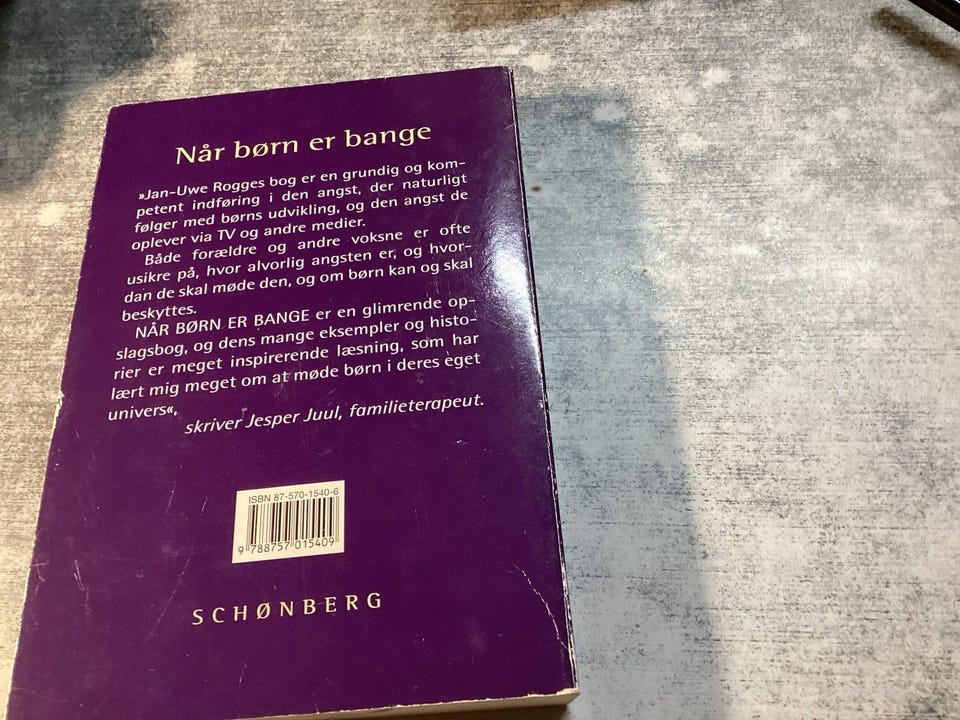 Når børn er bange
»Jan-Uwe Rogges bog er en grundig og kom-
petent indføring i den angst, der naturligt
følger med børns udvikling, og den angst de
oplever via TV og andre medier.
Både forældre og andre voksne er ofte
usikre på, hvor alvorlig angsten er, og hvor-
dan de skal møde den, og om børn kan og skal
beskyttes.
NÅR BØRN ER BANGE er en glimrende op-
slagsbog, og dens mange eksempler og histo-
rier er meget inspirerende læsning, som har
lært mig meget om at møde børn i deres eget
univers«,
skriver Jesper Juul, familieterapeut.
ISBN 87-570-1540-6
9 788757 015409
SCHØNBERG